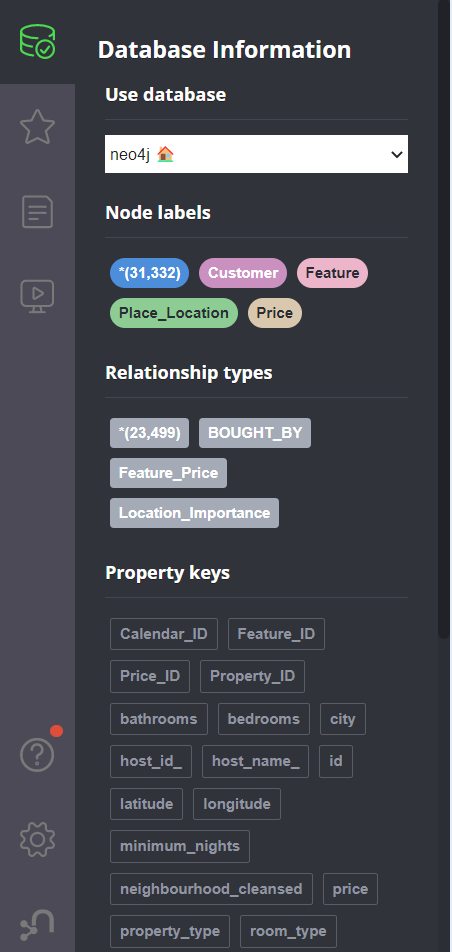 Database Information
Use database
neo4j
Node labels
*(31,332) Customer Feature
Place_Location Price
Relationship types
*(23,499) BOUGHT_BY
Feature_Price
Location_Importance
Property keys
Calendar_ID Feature_ID
Price_ID Property_ID
bathrooms bedrooms city
host_id_ host_name_ id
latitude longitude
minimum_nights
neighbourhood_cleansed price
property_type room_type